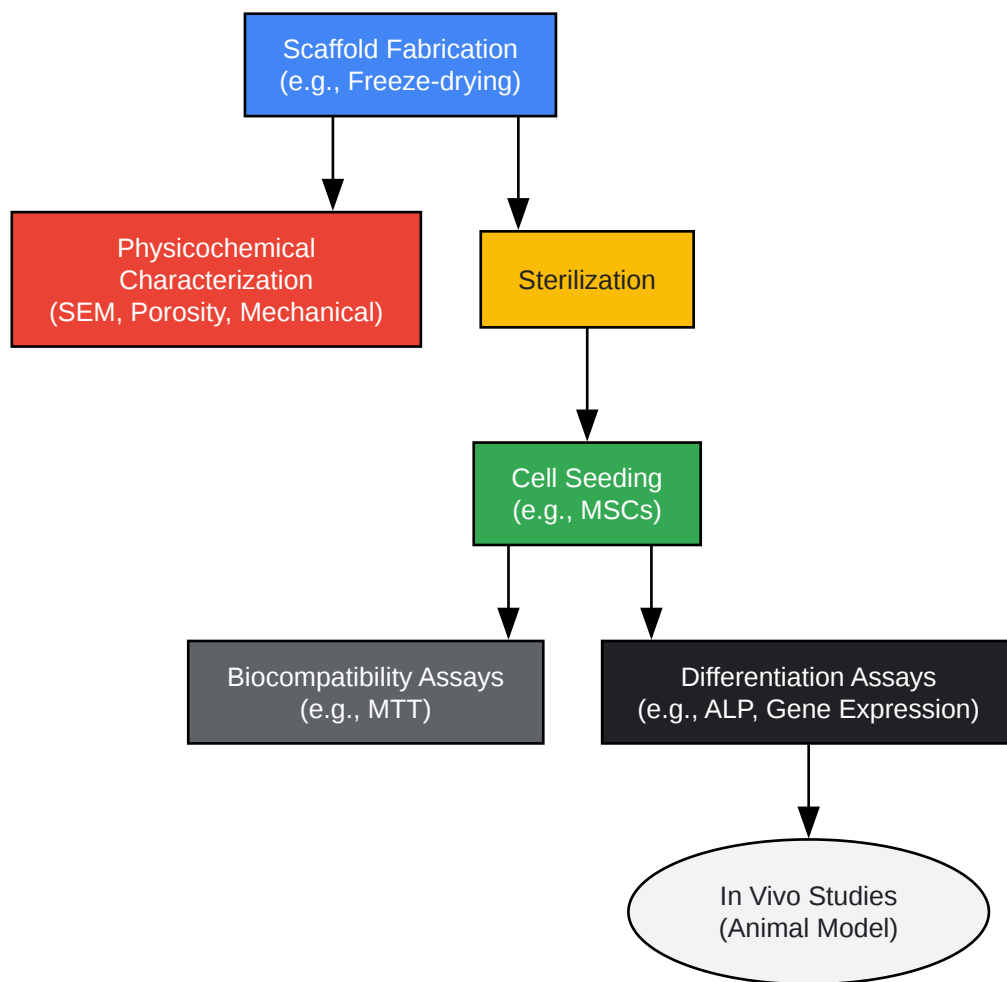 Scaffold Fabrication
(e.g., Freeze-drying)
Physicochemical
Characterization
(SEM, Porosity, Mechanical)
Sterilization
Cell Seeding
(e.g., MSCs)
Biocompatibility Assays
(e.g., MTT)
Differentiation Assays
(e.g., ALP, Gene Expression)
In Vivo Studies
(Animal Model)